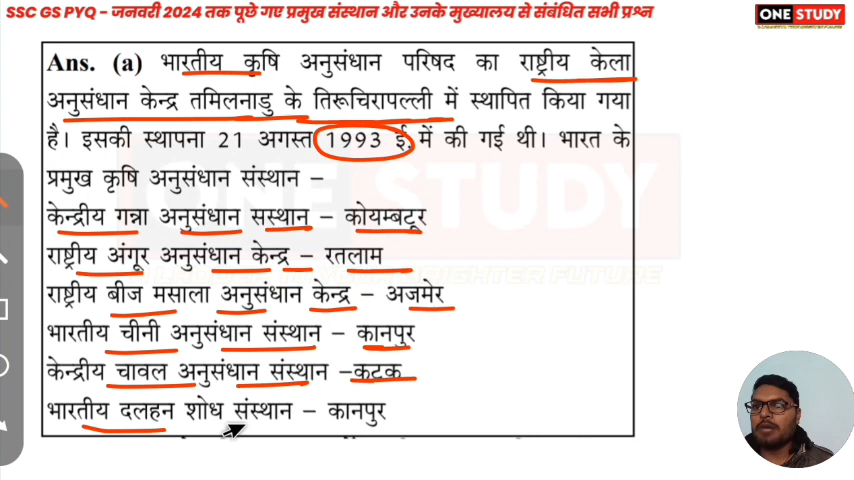 SSC GS PYQ - जनवरी 2024 तक पूछे गए प्रमुख संस्थान और उनके मुख्यालय से संबंधित सभी प्रश्न
ONE STUDY
Ans. (a) भारतीय कृषि अनुसंधान परिषद का राष्ट्रीय केला
अनुसंधान केन्द्र तमिलनाडु के तिरूचिरापल्ली में स्थापित किया गया
है। इसकी स्थापना 21 अगस्त 1993 ई. में की गई थी। भारत के
प्रमुख कृषि अनुसंधान संस्थान –
केन्द्रीय गन्ना अनुसंधान सस्थान – कोयम्बटूर
राष्ट्रीय अंगूर अनुसंधान केन्द्र – रतलाम
राष्ट्रीय बीज मसाला अनुसंधान केन्द्र – अजमेर
भारतीय चीनी अनुसंधान संस्थान – कानपुर
केन्द्रीय चावल अनुसंधान संस्थान –कटक
भारतीय दलहन शोध संस्थान – कानपुर
ONE STUDY